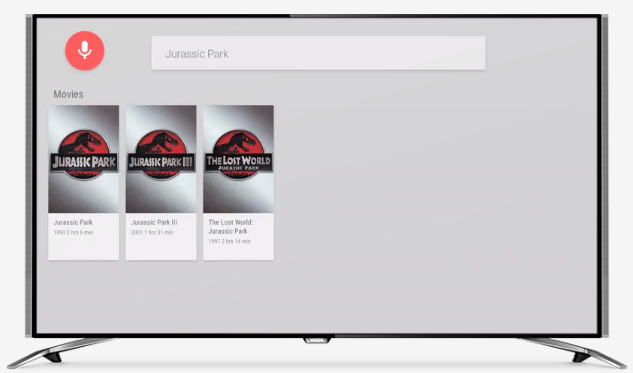 Jurassic Park
Movies
JURASSIC PARK
JURASSIC PARK III
THE LOST WORLD
JURASSIC PARK
Jurassic Park
1993 2 hrs 6 min
Jurassic Park III
2001 1 hrs 31 min
The Lost World:
Jurassic Park
1997 2 hrs 14 min